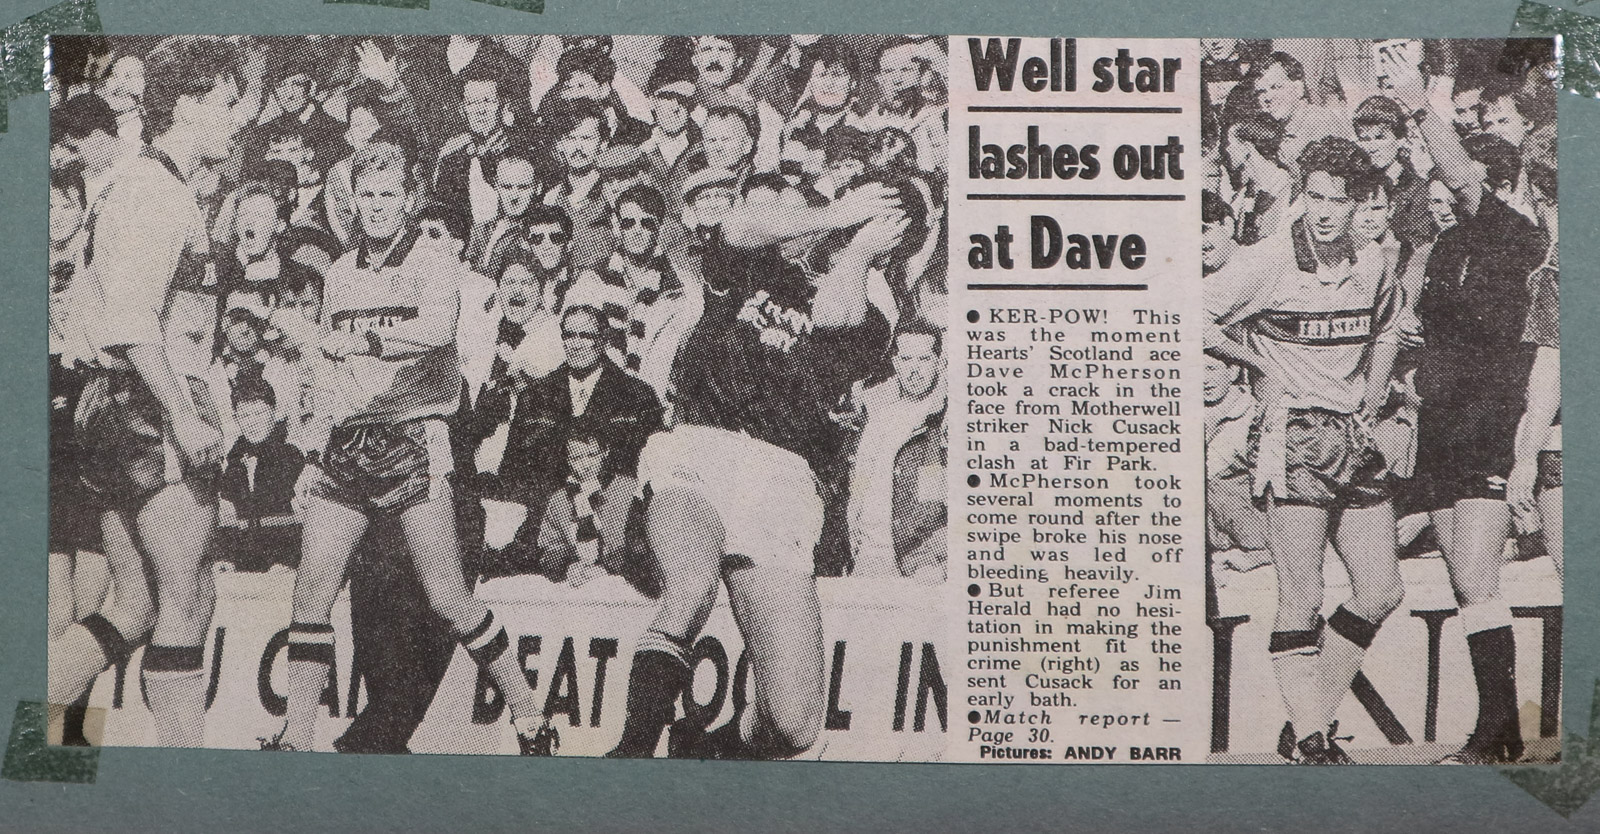 Well star
lashes out
at Dave
● KER-POW! This
was the moment
Hearts' Scotland ace
Dave McPherson
took a crack in the
face from Motherwell
striker Nick Cusack
in a bad-tempered
clash at Fir Park.
● McPherson took
several moments to
come round after the
swipe broke his nose
and was led off
bleeding heavily.
● But referee Jim
Herald had no hesi-
tation in making the
punishment fit the
crime (right) as he
sent Cusack for an
early bath.
●Match report —
Page 30.
Pictures: ANDY BARR
BEAT